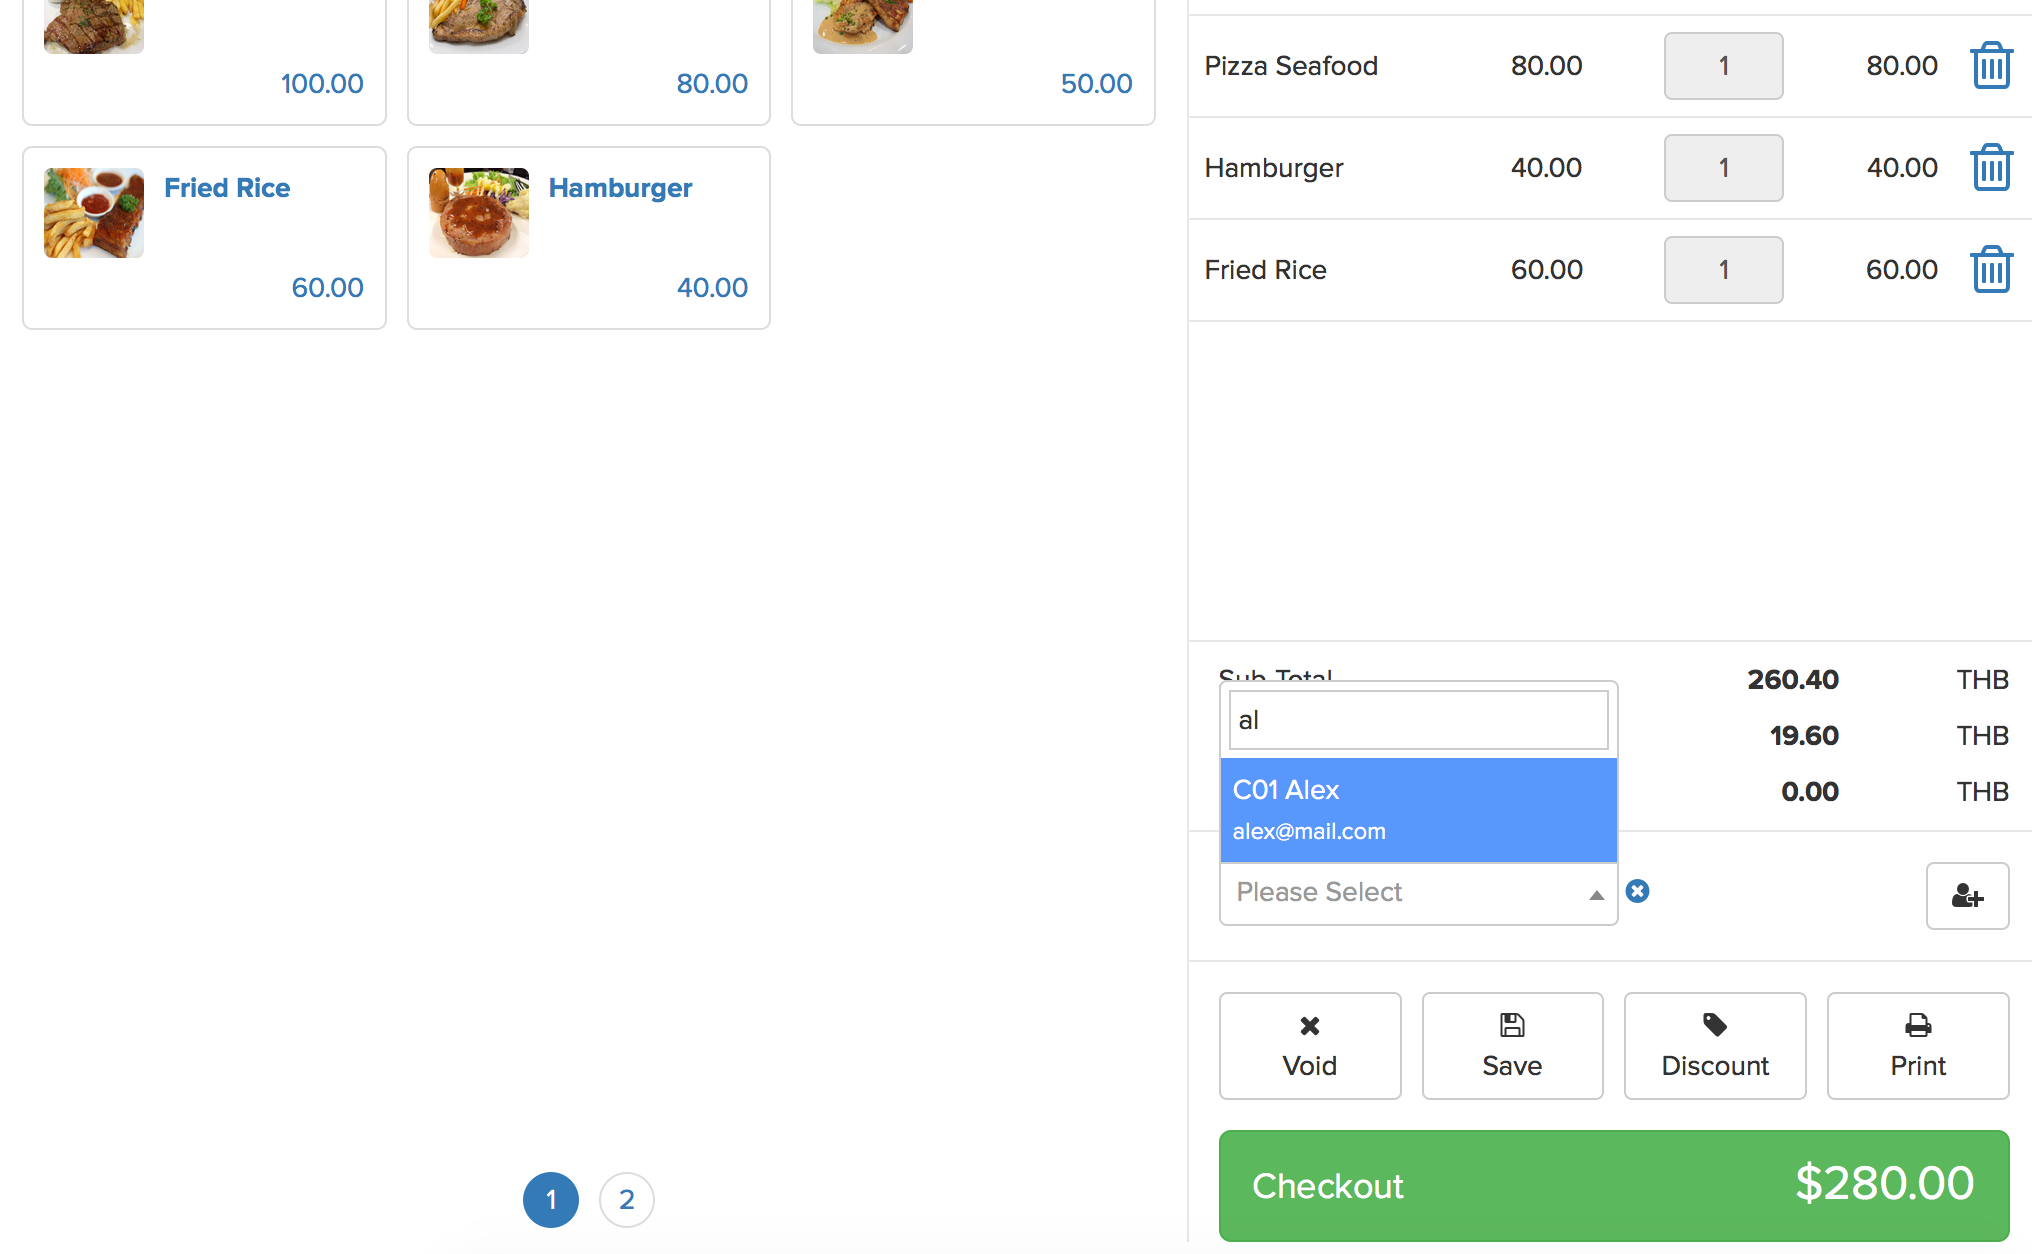 100.00
80.00
50.00
Fried Rice
60.00
Hamburger
40.00
1
2
Pizza Seafood 80.00 1 80.00
Hamburger 40.00 1 40.00
Fried Rice 60.00 1 60.00
Sub Total 260.40 THB
19.60 THB
0.00 THB
al
C01 Alex
alex@mail.com
Please Select
Void
Save
Discount
Print
Checkout $280.00